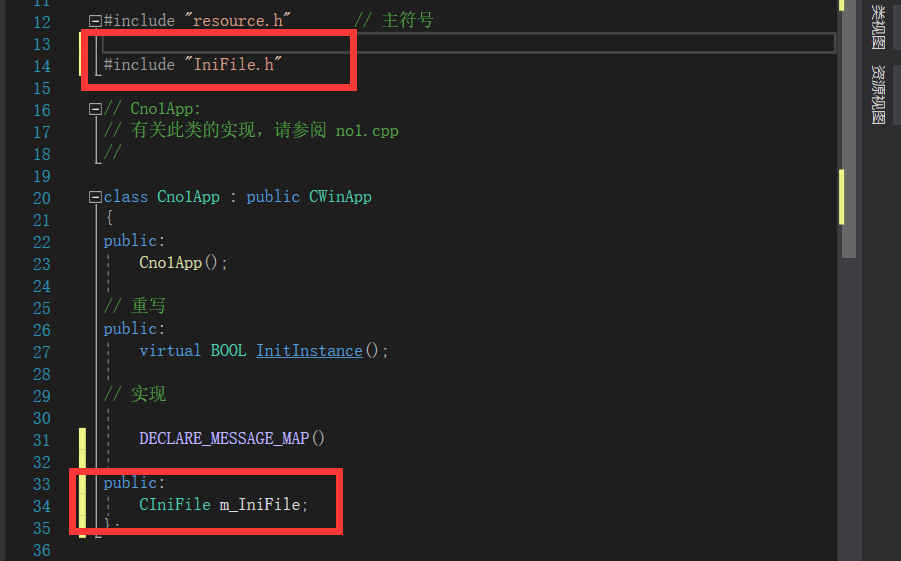 11
12 #include "resource.h" // 主符号
13
14 #include "IniFile.h"
15
16 // Cno1App:
17 // 有关此类的实现，请参阅 no1.cpp
18 //
19
20 class Cno1App : public CWinApp
21 {
22 public:
23 Cno1App();
24
25 // 重写
26 public:
27 virtual BOOL InitInstance();
28
29 // 实现
30
31 DECLARE_MESSAGE_MAP()
32
33 public:
34 CIniFile m_IniFile;
35 };
36
类视图
资源视图